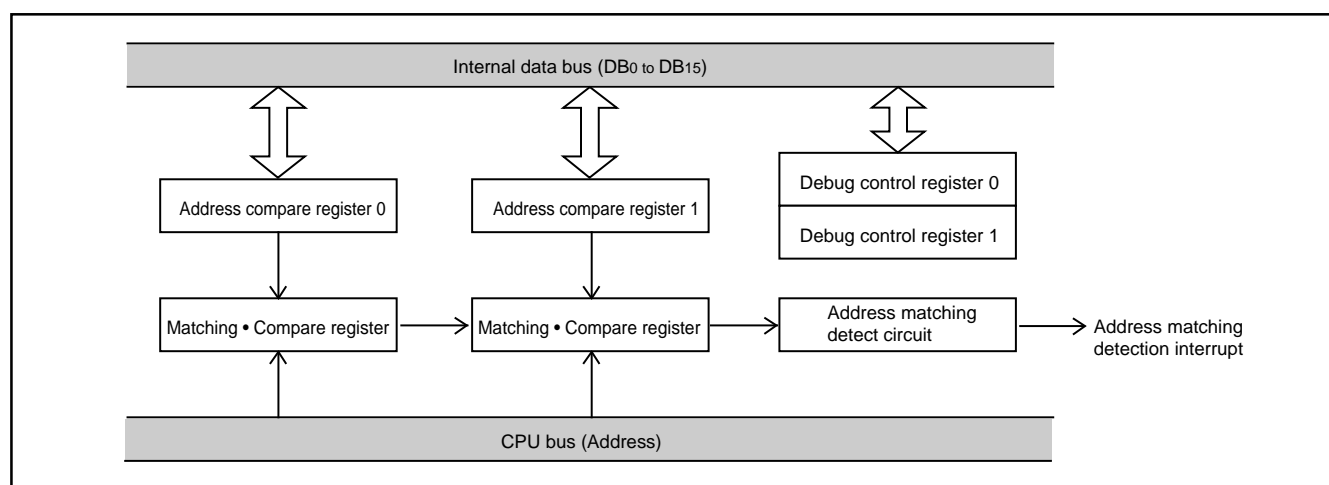 Internal data bus (DB0 to DB15)
Debug control register 0
Address compare register 0
Address compare register 1
Debug control register 1
Matching • Compare register
Matching • Compare register
Address matching
detect circuit
Address matching
detection interrupt
CPU bus (Address)